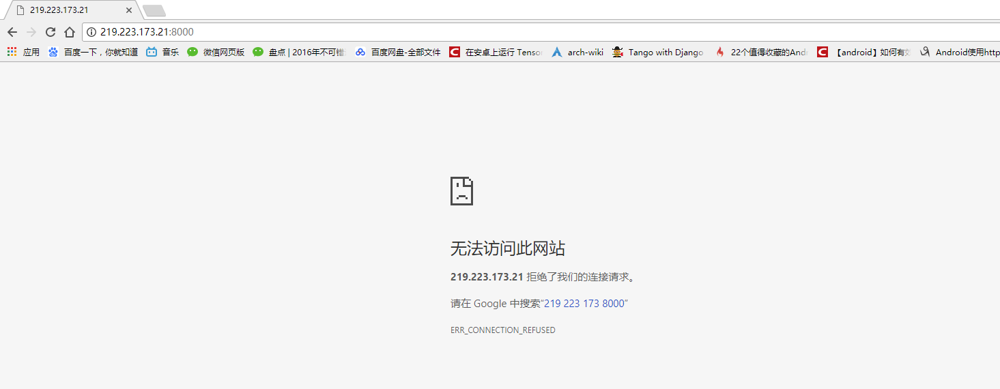 219.223.173.21
219.223.173.21:8000
应用 百度一下，你就知道 音乐 微信网页版 盘点 | 2016年不可错 百度网盘-全部文件 在安卓上运行 Tensor arch-wiki Tango with Django 22个值得收藏的And 【android】如何有效 Android使用http
无法访问此网站
219.223.173.21 拒绝了我们的连接请求。
请在 Google 中搜索“219 223 173 8000”
ERR_CONNECTION_REFUSED